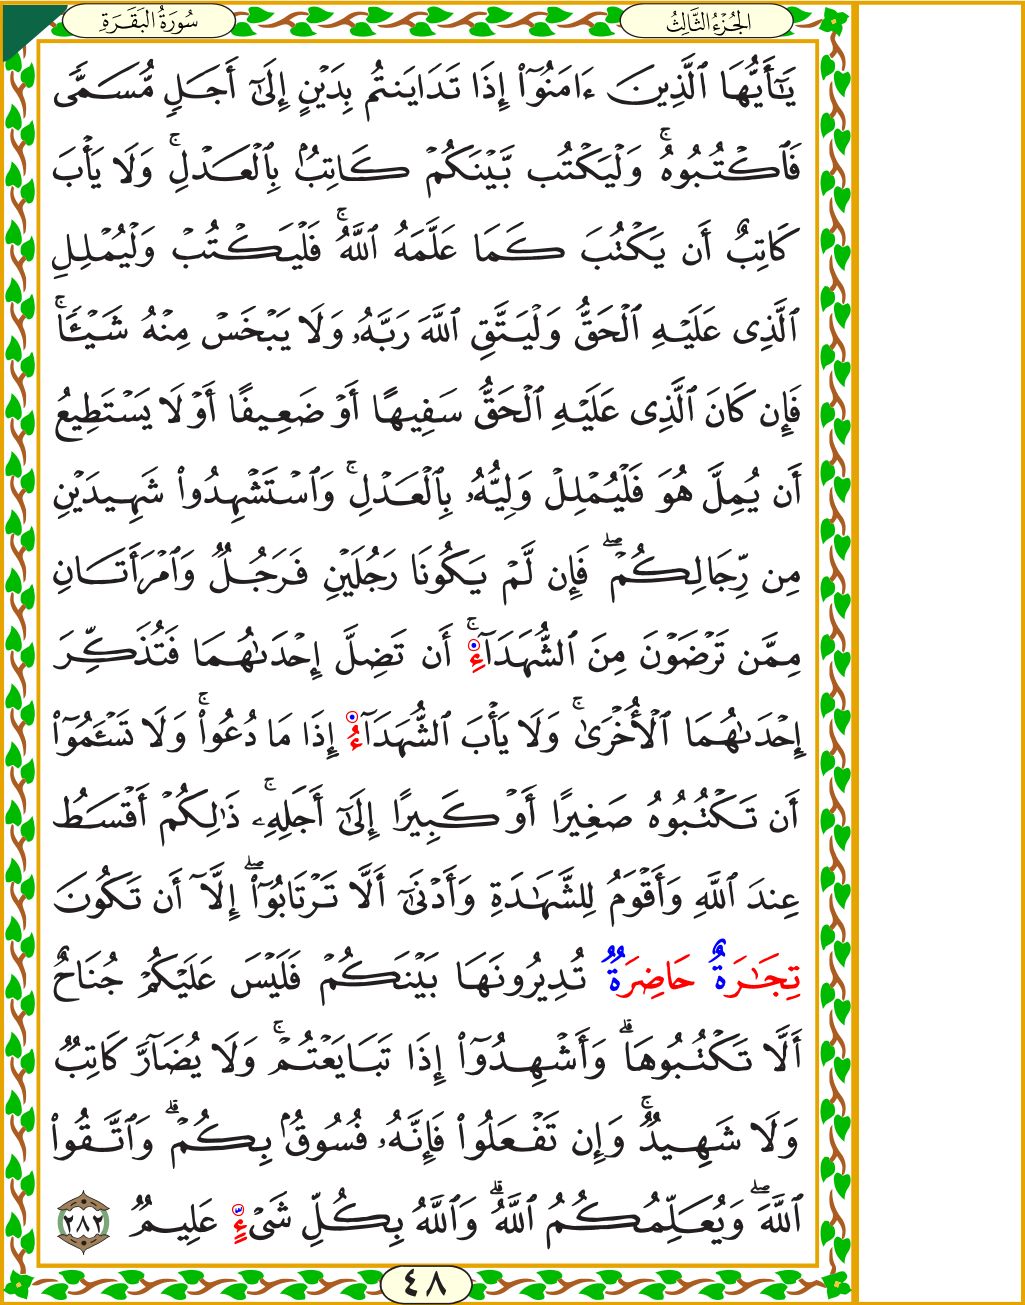 الجُزْءُ الثَّالِثُ
سُورَةُ الْبَقَرَةِ
يَـٰٓأَيُّهَا ٱلَّذِينَ ءَامَنُوٓا۟ إِذَا تَدَايَنتُم بِدَيْنٍ إِلَىٰٓ أَجَلٍ مُّسَمًّى
فَٱكْتُبُوهُ ۚ وَلْيَكْتُب بَّيْنَكُمْ كَاتِبٌۢ بِٱلْعَدْلِ ۚ وَلَا يَأْبَ
كَاتِبٌ أَن يَكْتُبَ كَمَا عَلَّمَهُ ٱللَّهُ ۚ فَلْيَكْتُبْ وَلْيُمْلِلِ
ٱلَّذِى عَلَيْهِ ٱلْحَقُّ وَلْيَتَّقِ ٱللَّهَ رَبَّهُۥ وَلَا يَبْخَسْ مِنْهُ شَيْـًٔا ۚ
فَإِن كَانَ ٱلَّذِى عَلَيْهِ ٱلْحَقُّ سَفِيهًا أَوْ ضَعِيفًا أَوْ لَا يَسْتَطِيعُ
أَن يُمِلَّ هُوَ فَلْيُمْلِلْ وَلِيُّهُۥ بِٱلْعَدْلِ ۚ وَٱسْتَشْهِدُوا۟ شَهِيدَيْنِ
مِن رِّجَالِكُمْ ۖ فَإِن لَّمْ يَكُونَا رَجُلَيْنِ فَرَجُلٌ وَٱمْرَأَتَانِ
مِمَّن تَرْضَوْنَ مِنَ ٱلشُّهَدَآءِ ۚ أَن تَضِلَّ إِحْدَىٰهُمَا فَتُذَكِّرَ
إِحْدَىٰهُمَا ٱلْأُخْرَىٰ ۚ وَلَا يَأْبَ ٱلشُّهَدَآءُ إِذَا مَا دُعُوا۟ ۚ وَلَا تَسْـَٔمُوٓا۟
أَن تَكْتُبُوهُ صَغِيرًا أَوْ كَبِيرًا إِلَىٰٓ أَجَلِهِۦ ۚ ذَٰلِكُمْ أَقْسَطُ
عِندَ ٱللَّهِ وَأَقْوَمُ لِلشَّهَـٰدَةِ وَأَدْنَىٰٓ أَلَّا تَرْتَابُوٓا۟ ۖ إِلَّآ أَن تَكُونَ
تِجَـٰرَةٌ حَاضِرَةٌ تُدِيرُونَهَا بَيْنَكُمْ فَلَيْسَ عَلَيْكُمْ جُنَاحٌ
أَلَّا تَكْتُبُوهَا ۗ وَأَشْهِدُوٓا۟ إِذَا تَبَايَعْتُمْ ۚ وَلَا يُضَآرَّ كَاتِبٌ
وَلَا شَهِيدٌ ۚ وَإِن تَفْعَلُوا۟ فَإِنَّهُۥ فُسُوقٌۢ بِكُمْ ۗ وَٱتَّقُوا۟
ٱللَّهَ ۖ وَيُعَلِّمُكُمُ ٱللَّهُ ۗ وَٱللَّهُ بِكُلِّ شَىْءٍ عَلِيمٌ ٢٨٢
٤٨